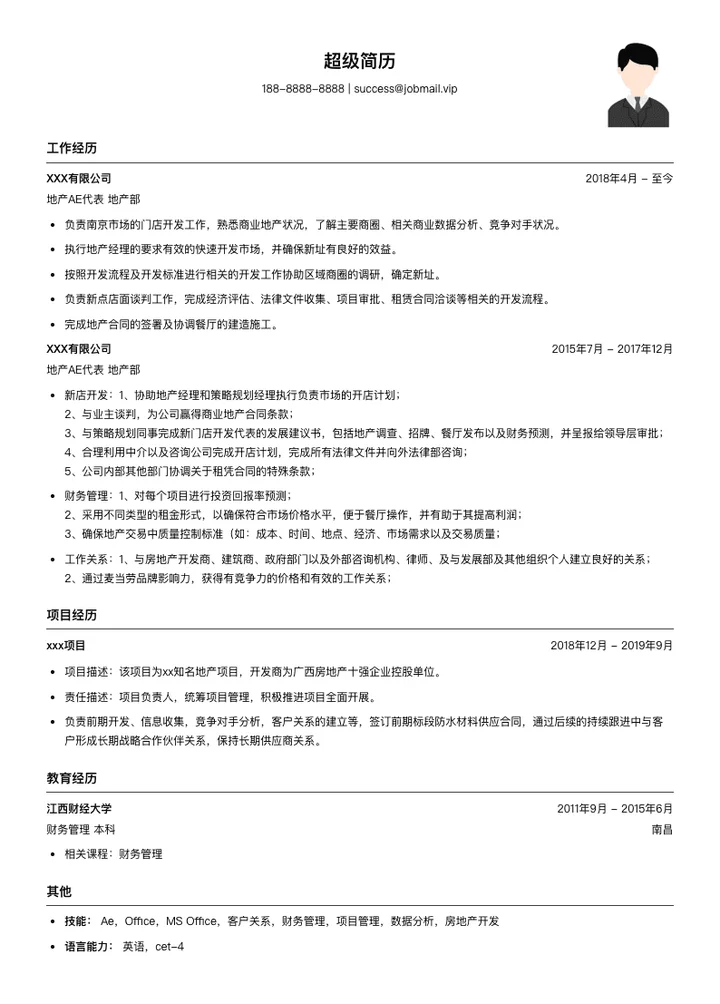 超级简历
188-8888-8888 | success@jobmail.vip
工作经历
XXX有限公司 2018年4月 - 至今
地产AE代表 地产部
• 负责南京市场的门店开发工作，熟悉商业地产状况，了解主要商圈、相关商业数据分析、竞争对手状况。
• 执行地产经理的要求有效的快速开发市场，并确保新址有良好的效益。
• 按照开发流程及开发标准进行相关的开发工作协助区域商圈的调研，确定新址。
• 负责新点店面谈判工作，完成经济评估、法律文件收集、项目审批、租赁合同洽谈等相关的开发流程。
• 完成地产合同的签署及协调餐厅的建造施工。
XXX有限公司 2015年7月 - 2017年12月
地产AE代表 地产部
• 新店开发：1、协助地产经理和策略规划经理执行负责市场的开店计划；
2、与业主谈判，为公司赢得商业地产合同条款；
3、与策略规划同事完成新门店开发代表的发展建议书，包括地产调查、招牌、餐厅发布以及财务预测，并呈报给领导层审批；
4、合理利用中介以及咨询公司完成开店计划，完成所有法律文件并向外法律部咨询；
5、公司内部其他部门协调关于租凭合同的特殊条款；
• 财务管理：1、对每个项目进行投资回报率预测；
2、采用不同类型的租金形式，以确保符合市场价格水平，便于餐厅操作，并有助于其提高利润；
3、确保地产交易中质量控制标准（如：成本、时间、地点、经济、市场需求以及交易质量；
• 工作关系：1、与房地产开发商、建筑商、政府部门以及外部咨询机构、律师、及与发展部及其他组织个人建立良好的关系；
2、通过麦当劳品牌影响力，获得有竞争力的价格和有效的工作关系；
项目经历
xxx项目 2018年12月 - 2019年9月
• 项目描述：该项目为xx知名地产项目，开发商为广西房地产十强企业控股单位。
• 责任描述：项目负责人，统筹项目管理，积极推进项目全面开展。
• 负责前期开发、信息收集，竞争对手分析，客户关系的建立等，签订前期标段防水材料供应合同，通过后续的持续跟进中与客
户形成长期战略合作伙伴关系，保持长期供应商关系。
教育经历
江西财经大学 2011年9月 - 2015年6月
财务管理 本科 南昌
• 相关课程：财务管理
其他
• 技能： Ae，Office，MS Office，客户关系，财务管理，项目管理，数据分析，房地产开发
• 语言能力： 英语，cet-4